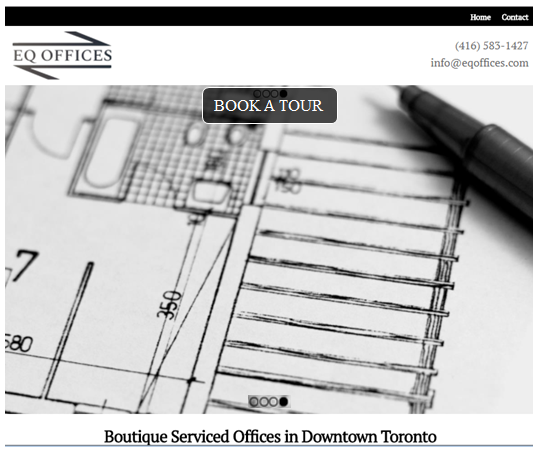 Home Contact
EQ OFFICES
(416) 583-1427
info@eqoffices.com
BOOK A TOUR
7
350
580
Boutique Serviced Offices in Downtown Toronto